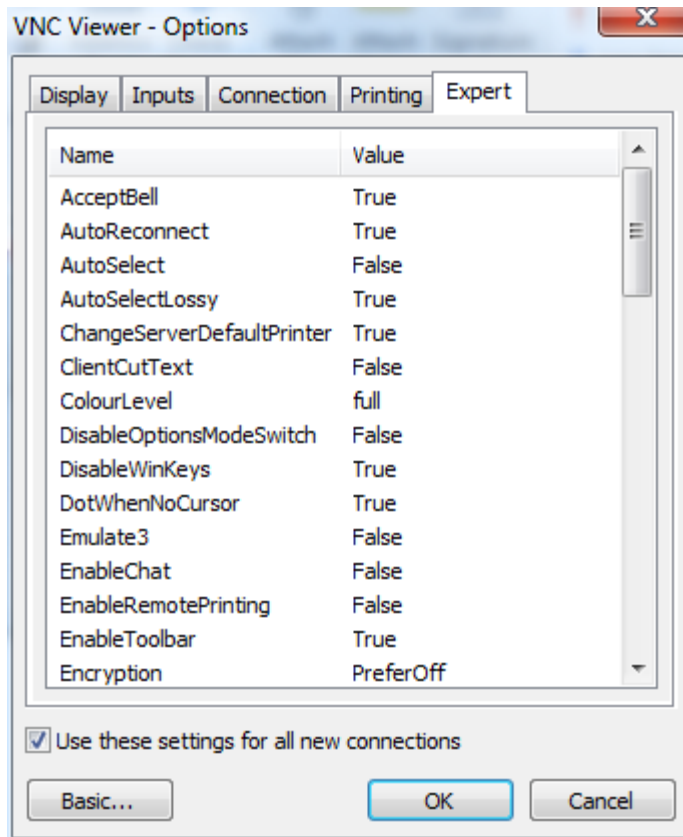 VNC Viewer - Options
Display Inputs Connection Printing Expert
Name Value
AcceptBell True
AutoReconnect True
AutoSelect False
AutoSelectLossy True
ChangeServerDefaultPrinter True
ClientCutText False
ColourLevel full
DisableOptionsModeSwitch False
DisableWinKeys True
DotWhenNoCursor True
Emulate3 False
EnableChat False
EnableRemotePrinting False
EnableToolbar True
Encryption PreferOff
Use these settings for all new connections
Basic... OK Cancel